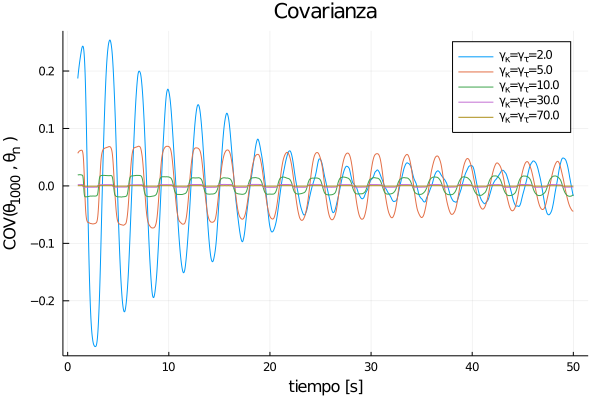 Covarianza
γκ=γτ=2.0
γκ=γτ=5.0
γκ=γτ=10.0
γκ=γτ=30.0
γκ=γτ=70.0
COV(θ1000 , θn )
0.2
0.1
0.0
−0.1
−0.2
0 10 20 30 40 50
tiempo [s]